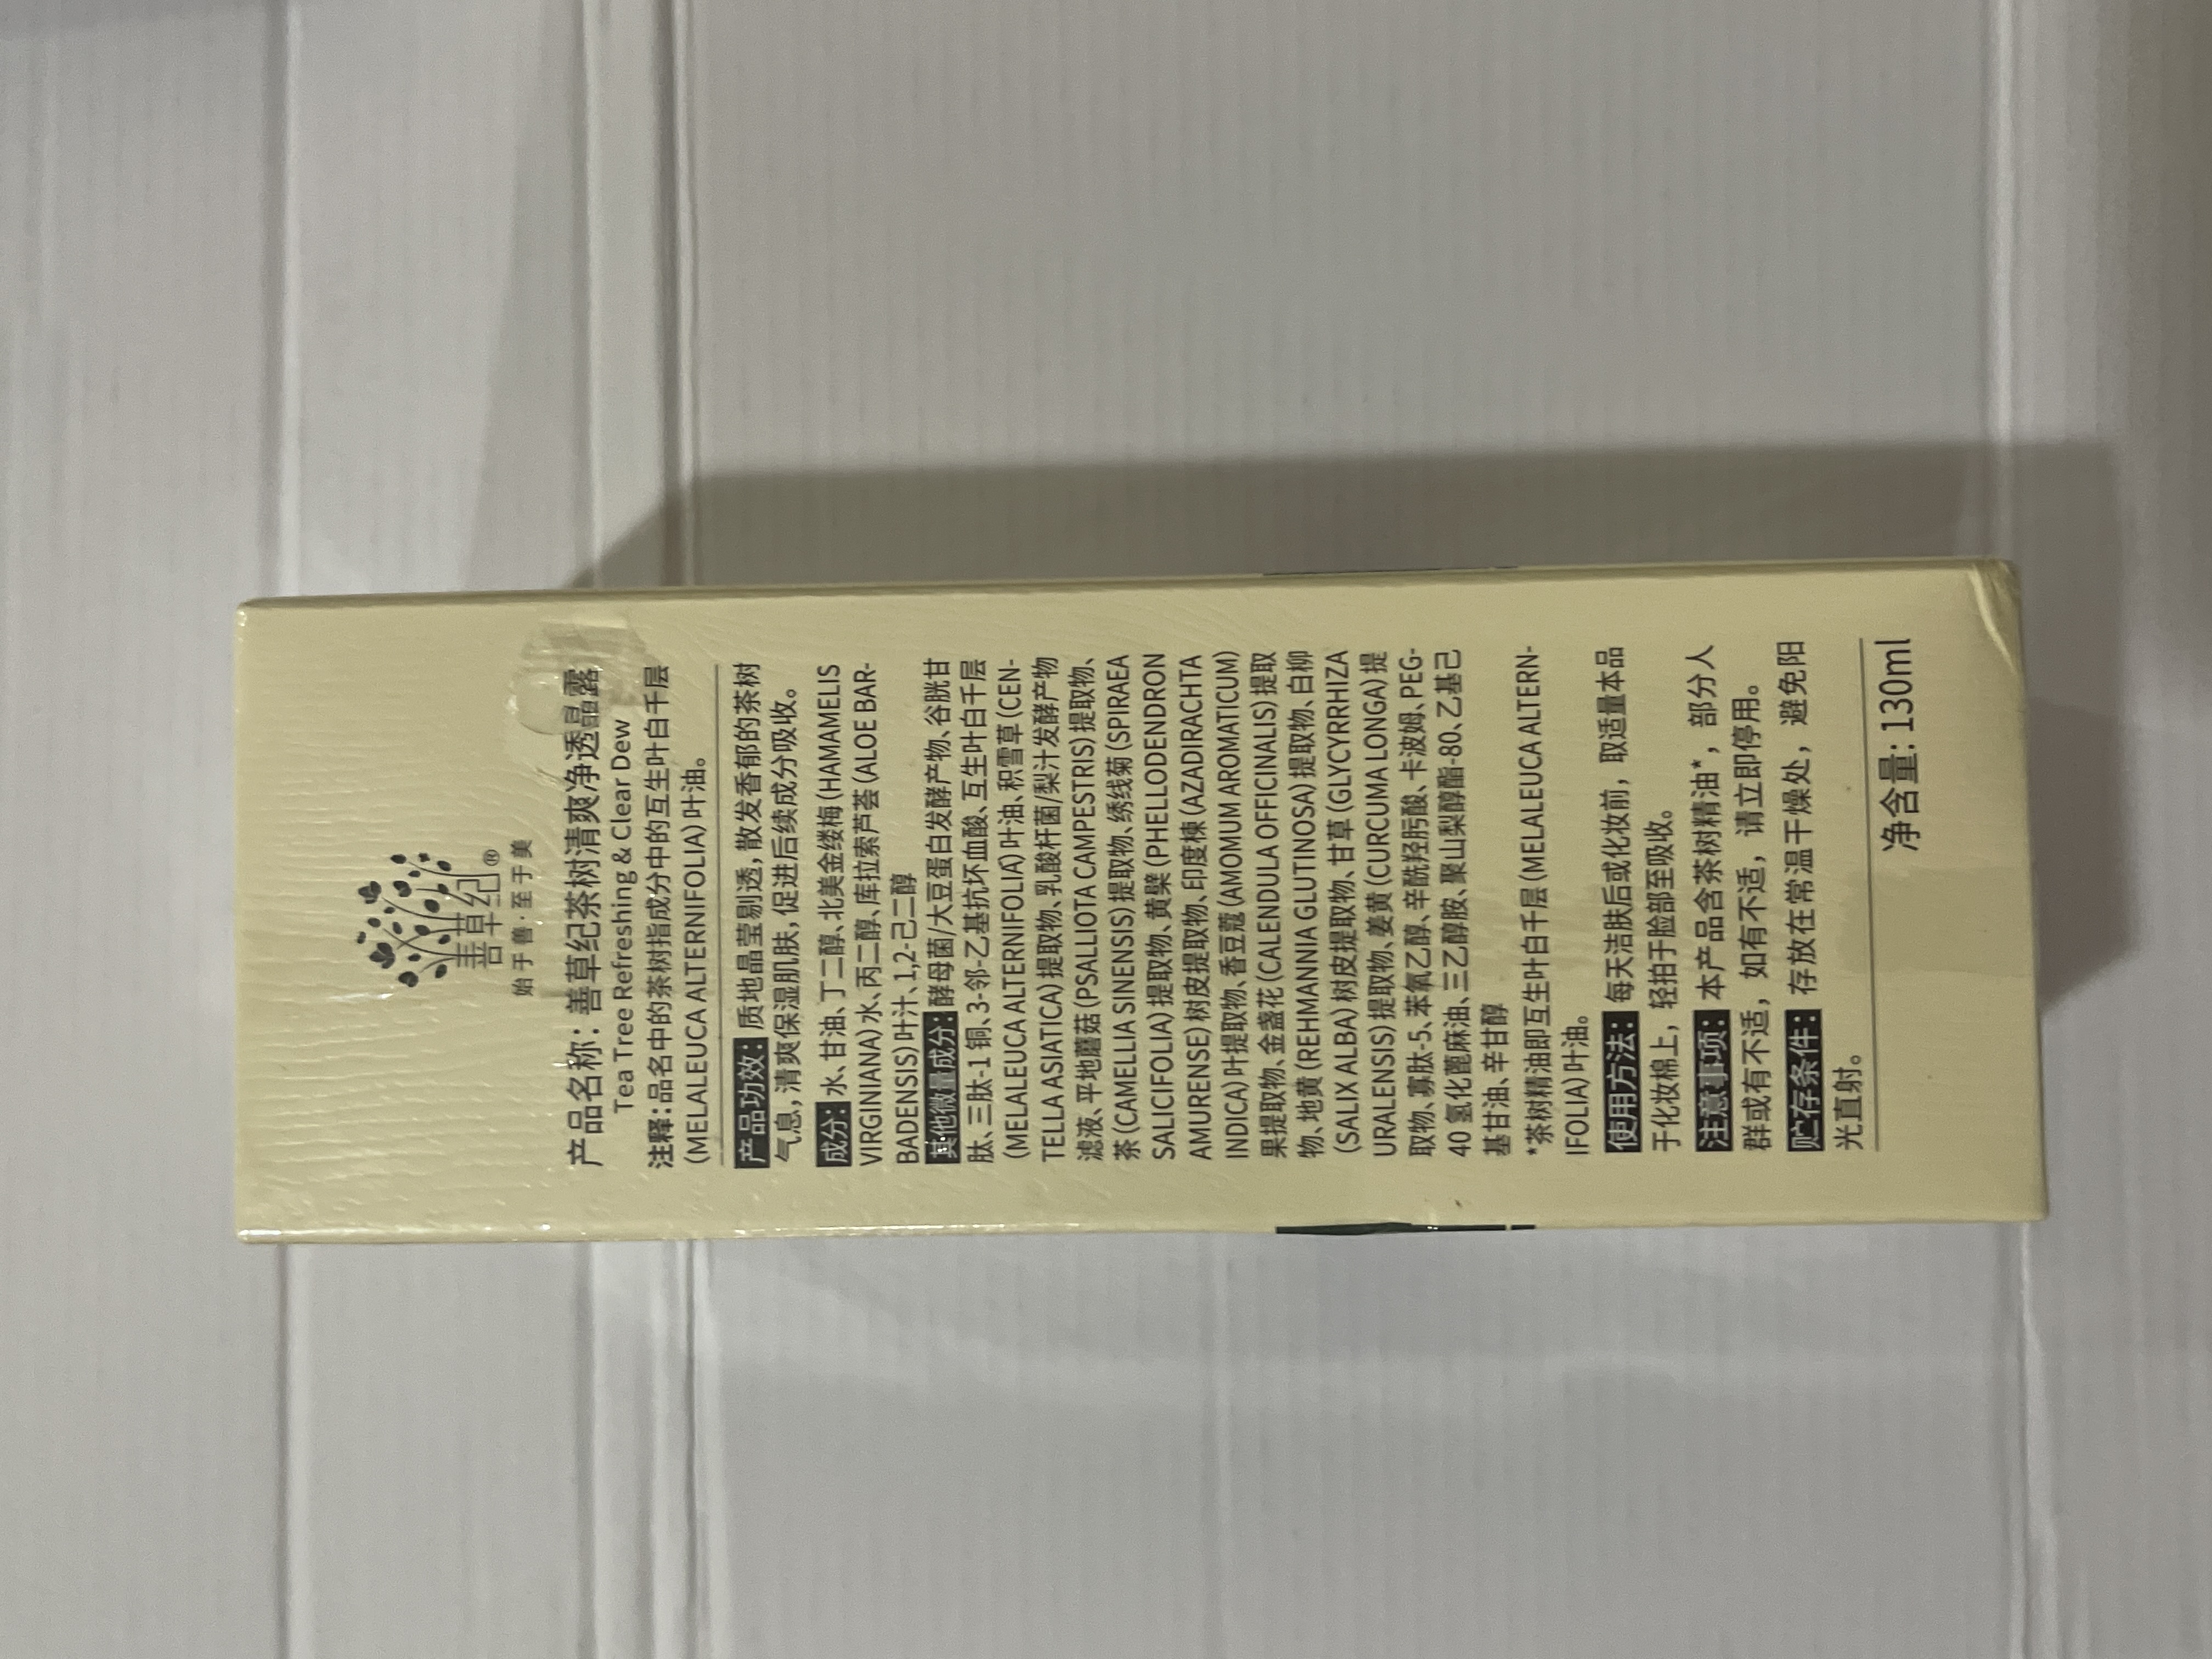 善草纪®
始于善·至于美
产品名称：善草纪茶树清爽净透晶露
Tea Tree Refreshing & Clear Dew
注释：品名中的茶树指成分中的互生叶白千层
(MELALEUCA ALTERNIFOLIA)叶油。
产品功效：质地晶莹剔透，散发香郁的茶树
气息，清爽保湿肌肤，促进后续成分吸收。
成分：水、甘油、丁二醇、北美金缕梅(HAMAMELIS
VIRGINIANA)水、丙二醇、库拉索芦荟(ALOE BAR-
BADENSIS)叶汁、1,2-己二醇
其他微量成分：酵母菌/大豆蛋白发酵产物、谷胱甘
肽、三肽-1 铜、3-邻-乙基抗坏血酸、互生叶白千层
(MELALEUCA ALTERNIFOLIA)叶油、积雪草(CEN-
TELLA ASIATICA)提取物、乳酸杆菌/梨汁发酵产物
滤液、平地蘑菇(PSALLIOTA CAMPESTRIS)提取物、
茶(CAMELLIA SINENSIS)提取物、绣线菊(SPIRAEA
SALICIFOLIA)提取物、黄檗(PHELLODENDRON
AMURENSE)树皮提取物、印度楝(AZADIRACHTA
INDICA)叶提取物、香豆蔻(AMOMUM AROMATICUM)
果提取物、金盏花(CALENDULA OFFICINALIS)提取
物、地黄(REHMANNIA GLUTINOSA)提取物、白柳
(SALIX ALBA)树皮提取物、甘草(GLYCYRRHIZA
URALENSIS)提取物、姜黄(CURCUMA LONGA)提
取物、寡肽-5、苯氧乙醇、辛酰羟肟酸、卡波姆、PEG-
40 氢化蓖麻油、三乙醇胺、聚山梨醇酯-80、乙基己
基甘油、辛甘醇
*茶树精油即互生叶白千层(MELALEUCA ALTERN-
IFOLIA)叶油。
使用方法：每天洁肤后或化妆前，取适量本品
于化妆棉上，轻拍于脸部至吸收。
注意事项：本产品含茶树精油*，部分人
群或有不适，如有不适，请立即停用。
贮存条件：存放在常温干燥处，避免阳
光直射。
净含量：130ml